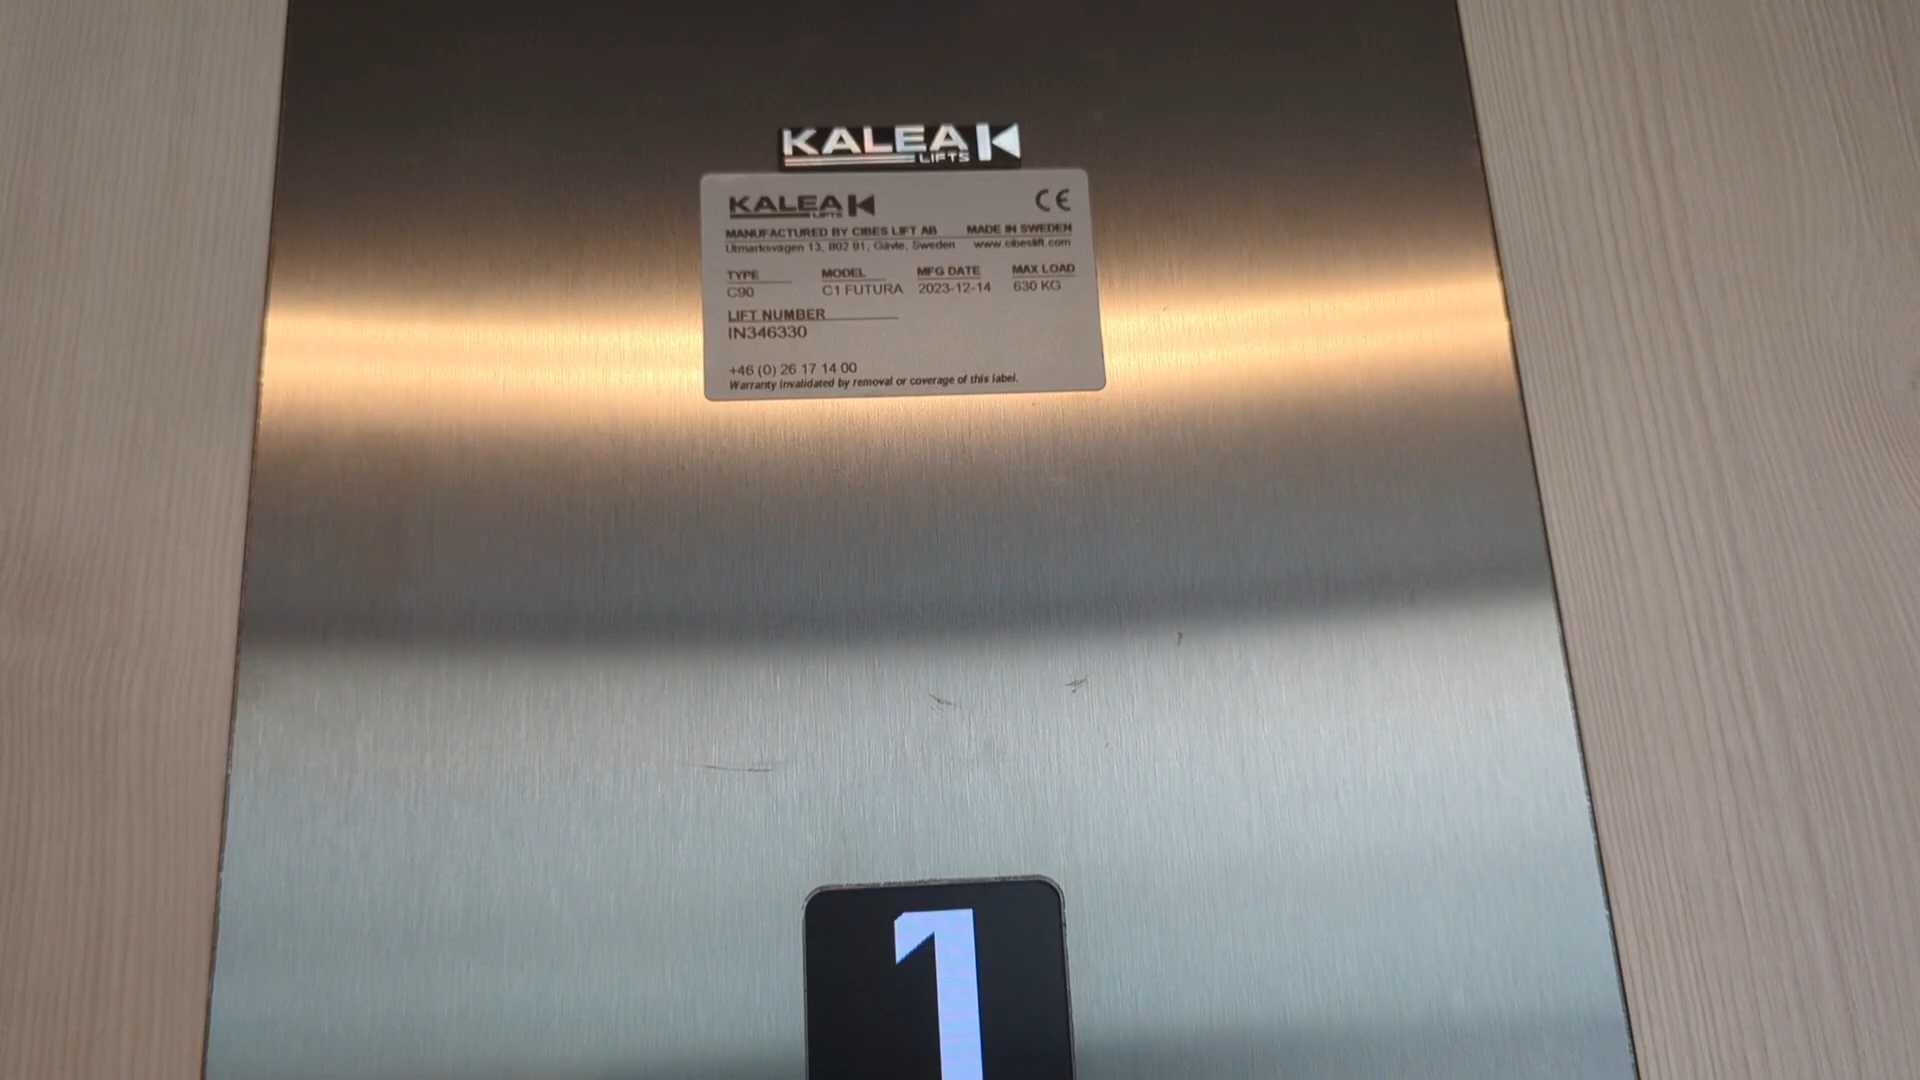 KALEA
LIFTS
KALEA
LIFTS
CE
MANUFACTURED BY CIBES LIFT AB MADE IN SWEDEN
Utmarksvägen 13, 802 91, Gävle, Sweden www.cibeslift.com
TYPE MODEL MFG DATE MAX LOAD
C90 C1 FUTURA 2023-12-14 630 KG
LIFT NUMBER
IN346330
+46 (0) 26 17 14 00
Warranty invalidated by removal or coverage of this label.
1